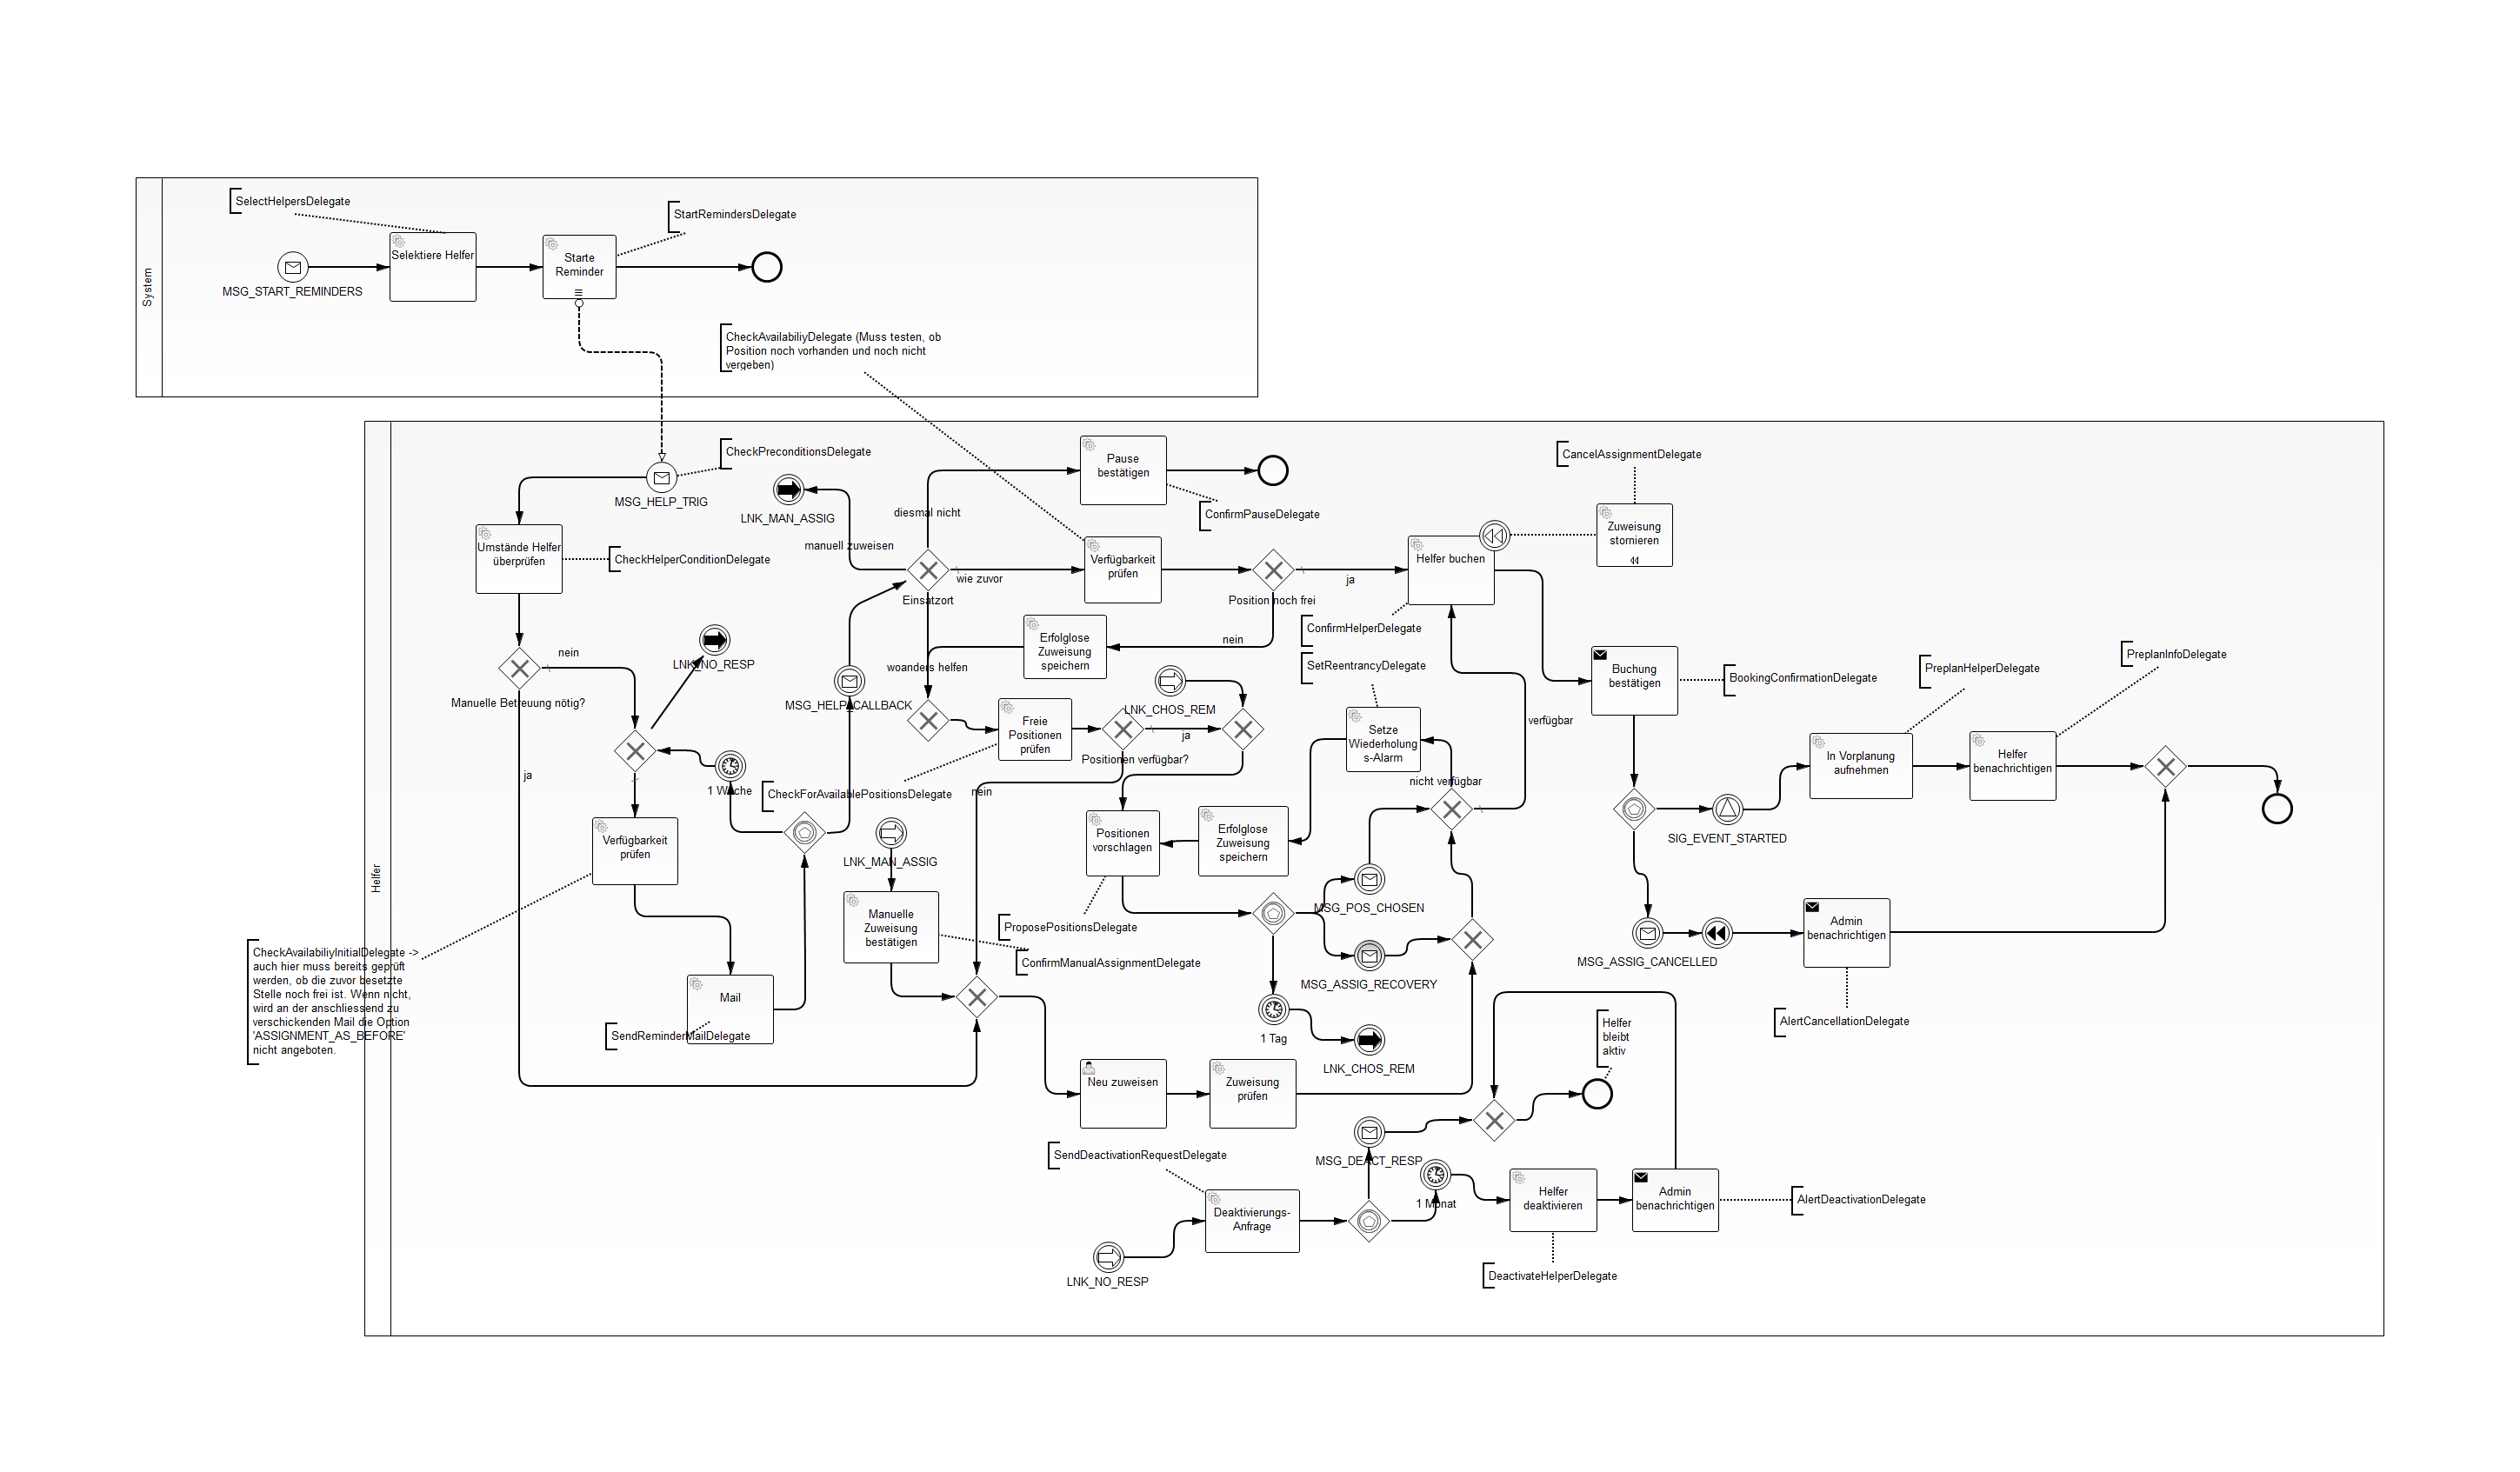 System
SelectHelpersDelegate
StartRemindersDelegate
Selektiere Helfer
Starte
Reminder
MSG_START_REMINDERS
CheckAvailabiliyDelegate (Muss testen, ob
Position noch vorhanden und noch nicht
vergeben)
Helfer
CheckPreconditionsDelegate
MSG_HELP_TRIG
LNK_MAN_ASSIG
diesmal nicht
manuell zuweisen
Pause
bestätigen
ConfirmPauseDelegate
CancelAssignmentDelegate
Zuweisung
stornieren
Umstände Helfer
überprüfen
CheckHelperConditionDelegate
wie zuvor
Einsatzort
Verfügbarkeit
prüfen
Position noch frei
ja
Helfer buchen
ConfirmHelperDelegate
nein
Manuelle Betreuung nötig?
ja
LNK_NO_RESP
MSG_HELP_CALLBACK
woanders helfen
Erfolglose
Zuweisung
speichern
nein
SetReentrancyDelegate
Buchung
bestätigen
BookingConfirmationDelegate
PreplanHelperDelegate
PreplanInfoDelegate
LNK_CHOS_REM
Freie
Positionen
prüfen
ja
Positionen verfügbar?
nein
Setze
Wiederholung
s-Alarm
verfügbar
nicht verfügbar
In Vorplanung
aufnehmen
Helfer
benachrichtigen
SIG_EVENT_STARTED
1 Woche
CheckForAvailablePositionsDelegate
Verfügbarkeit
prüfen
LNK_MAN_ASSIG
Positionen
vorschlagen
Erfolglose
Zuweisung
speichern
Manuelle
Zuweisung
bestätigen
ProposePositionsDelegate
ConfirmManualAssignmentDelegate
MSG_POS_CHOSEN
MSG_ASSIG_RECOVERY
MSG_ASSIG_CANCELLED
Admin
benachrichtigen
AlertCancellationDelegate
CheckAvailabiliyInitialDelegate ->
auch hier muss bereits geprüft
werden, ob die zuvor besetzte
Stelle noch frei ist. Wenn nicht,
wird an der anschliessend zu
verschickenden Mail die Option
'ASSIGNMENT_AS_BEFORE'
nicht angeboten.
Mail
SendReminderMailDelegate
1 Tag
LNK_CHOS_REM
Helfer
bleibt
aktiv
Neu zuweisen
Zuweisung
prüfen
MSG_DEACT_RESP
SendDeactivationRequestDelegate
Deaktivierungs-
Anfrage
1 Monat
Helfer
deaktivieren
Admin
benachrichtigen
AlertDeactivationDelegate
LNK_NO_RESP
DeactivateHelperDelegate